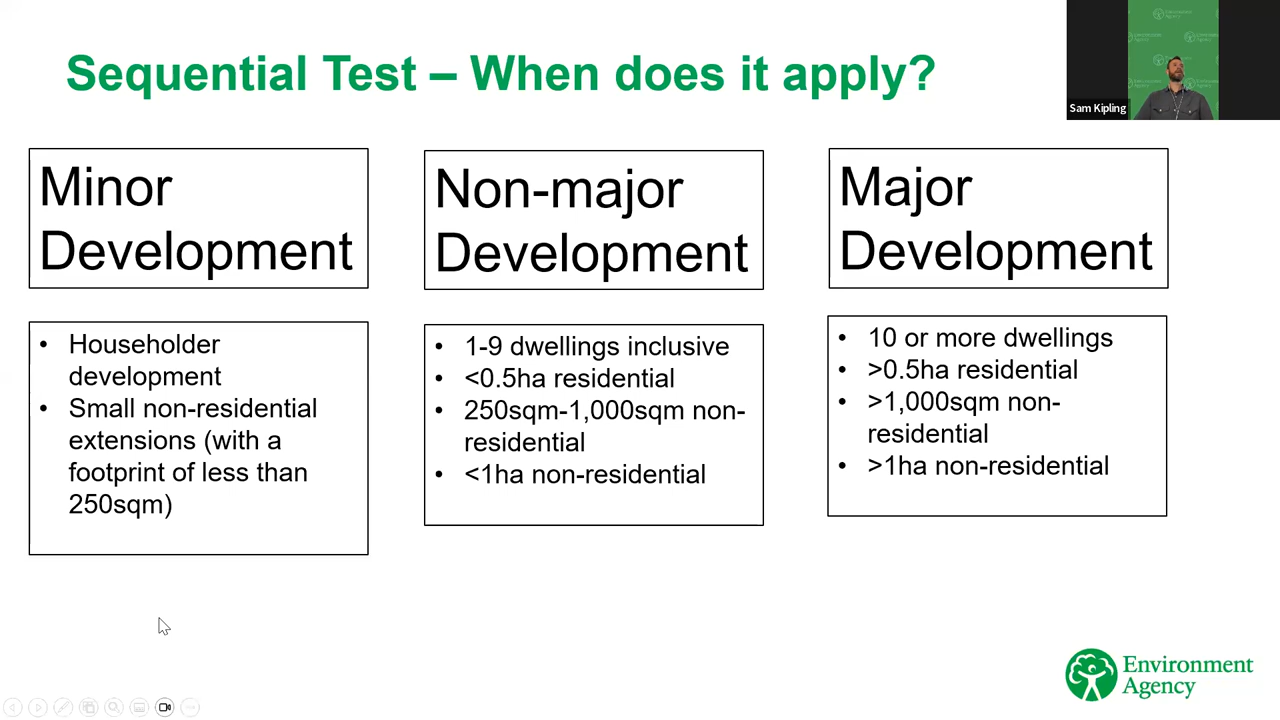 Sequential Test – When does it apply?
Sam Kipling
Minor
Development
Non-major
Development
Major
Development
• Householder
development
• Small non-residential
extensions (with a
footprint of less than
250sqm)
• 1-9 dwellings inclusive
• <0.5ha residential
• 250sqm-1,000sqm non-
residential
• <1ha non-residential
• 10 or more dwellings
• >0.5ha residential
• >1,000sqm non-
residential
• >1ha non-residential
Environment
Agency
Environment
Agency